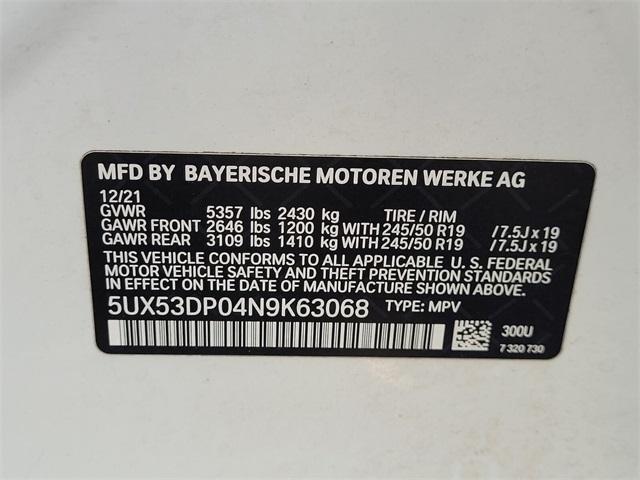 MFD BY BAYERISCHE MOTOREN WERKE AG
12/21
GVWR 5357 lbs 2430 kg TIRE / RIM
GAWR FRONT 2646 lbs 1200 kg WITH 245/50 R19 / 7.5J x 19
GAWR REAR 3109 lbs 1410 kg WITH 245/50 R19 / 7.5J x 19
THIS VEHICLE CONFORMS TO ALL APPLICABLE U. S. FEDERAL
MOTOR VEHICLE SAFETY AND THEFT PREVENTION STANDARDS
IN EFFECT ON THE DATE OF MANUFACTURE SHOWN ABOVE.
5UX53DP04N9K63068 TYPE: MPV
300U
7 320 730